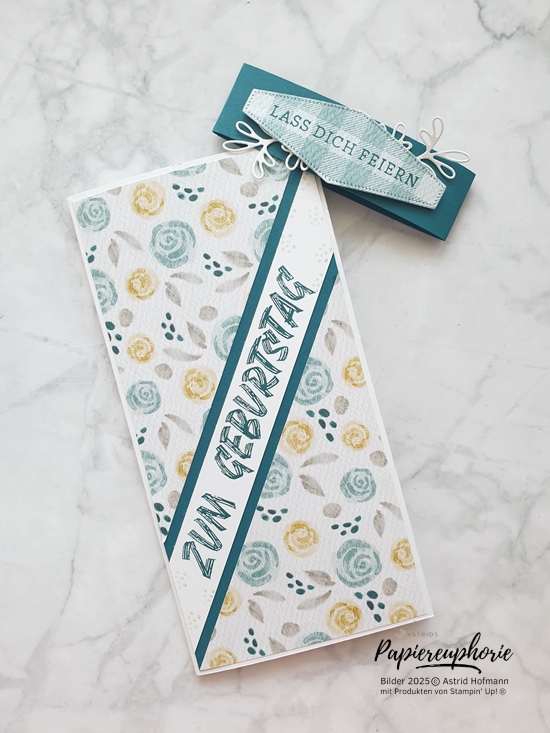 LASS DICH FEIERN
ZUM GEBURTSTAG
ASTRIDS
Papiereuphorie
Bilder 2025© Astrid Hofmann
mit Produkten von Stampin' Up!®